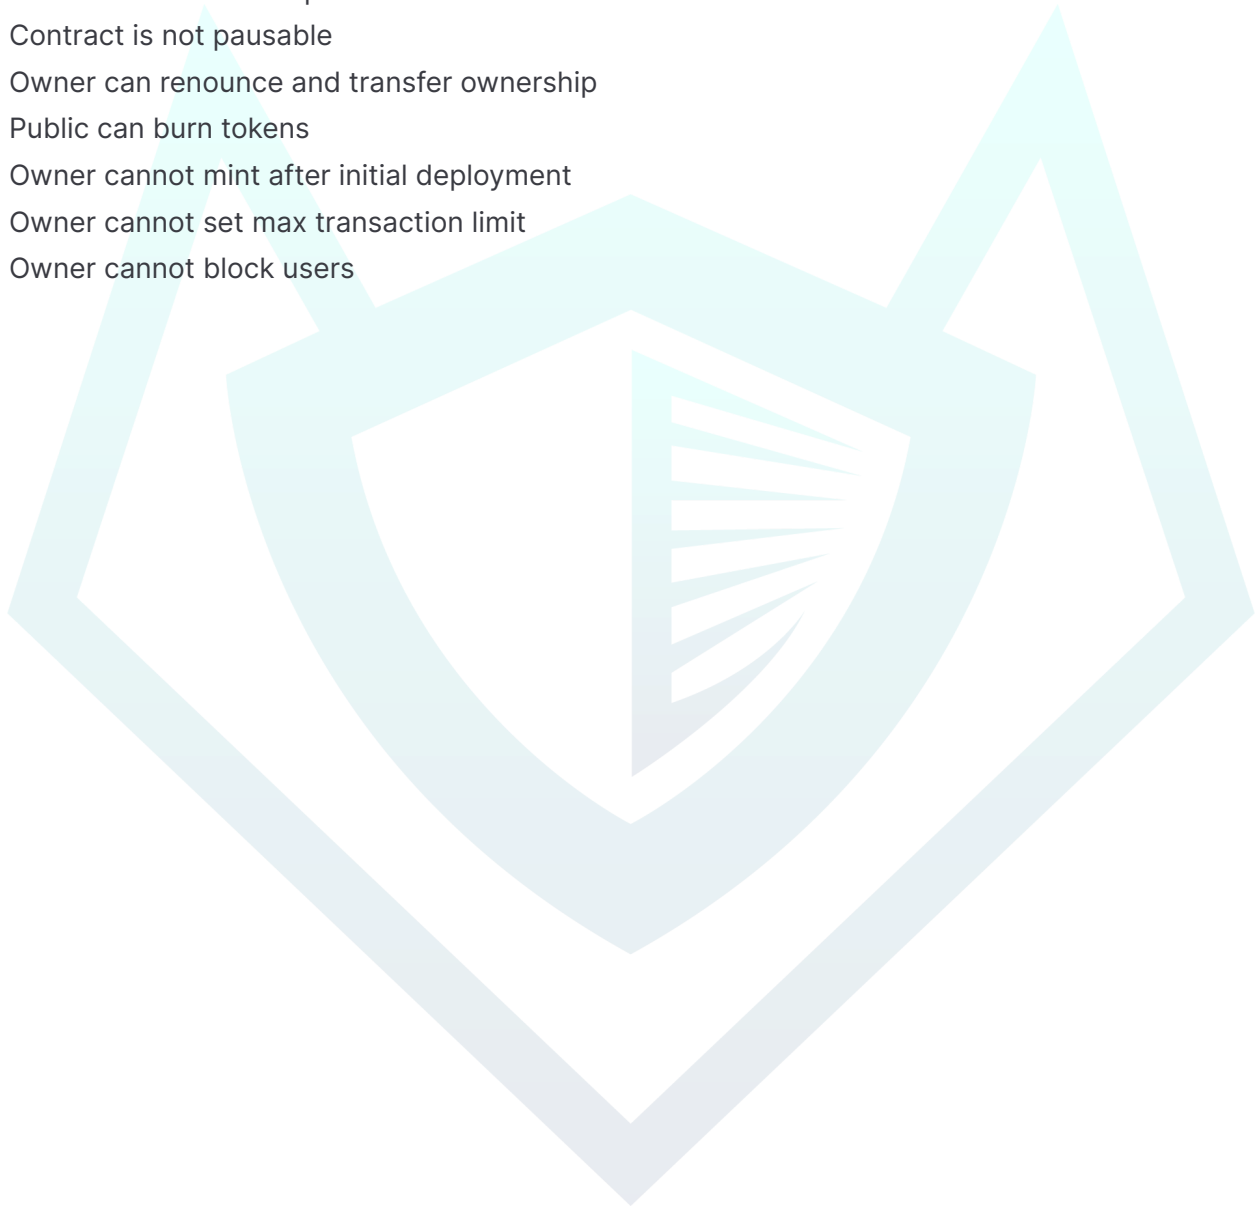 Contract is not pausable
Owner can renounce and transfer ownership
Public can burn tokens
Owner cannot mint after initial deployment
Owner cannot set max transaction limit
Owner cannot block users